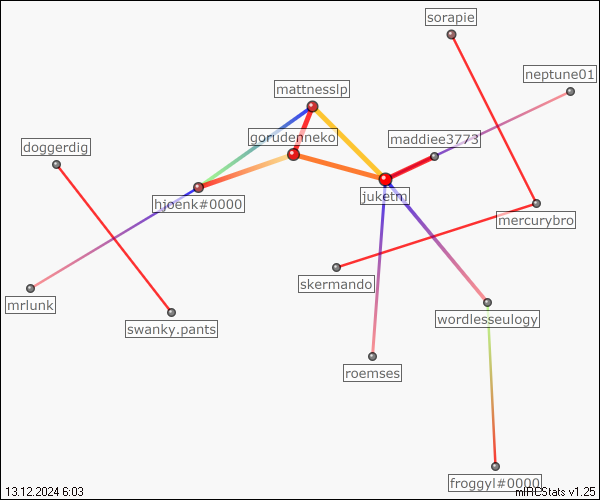 sorapie
neptune01
mattnesslp
gorudenneko
maddiee3773
doggerdig
juketm
hjoenk#0000
mercurybro
skermando
mrlunk
wordlesseulogy
swanky.pants
roemses
froggyl#0000
13.12.2024 6:03
mIRCStats v1.25